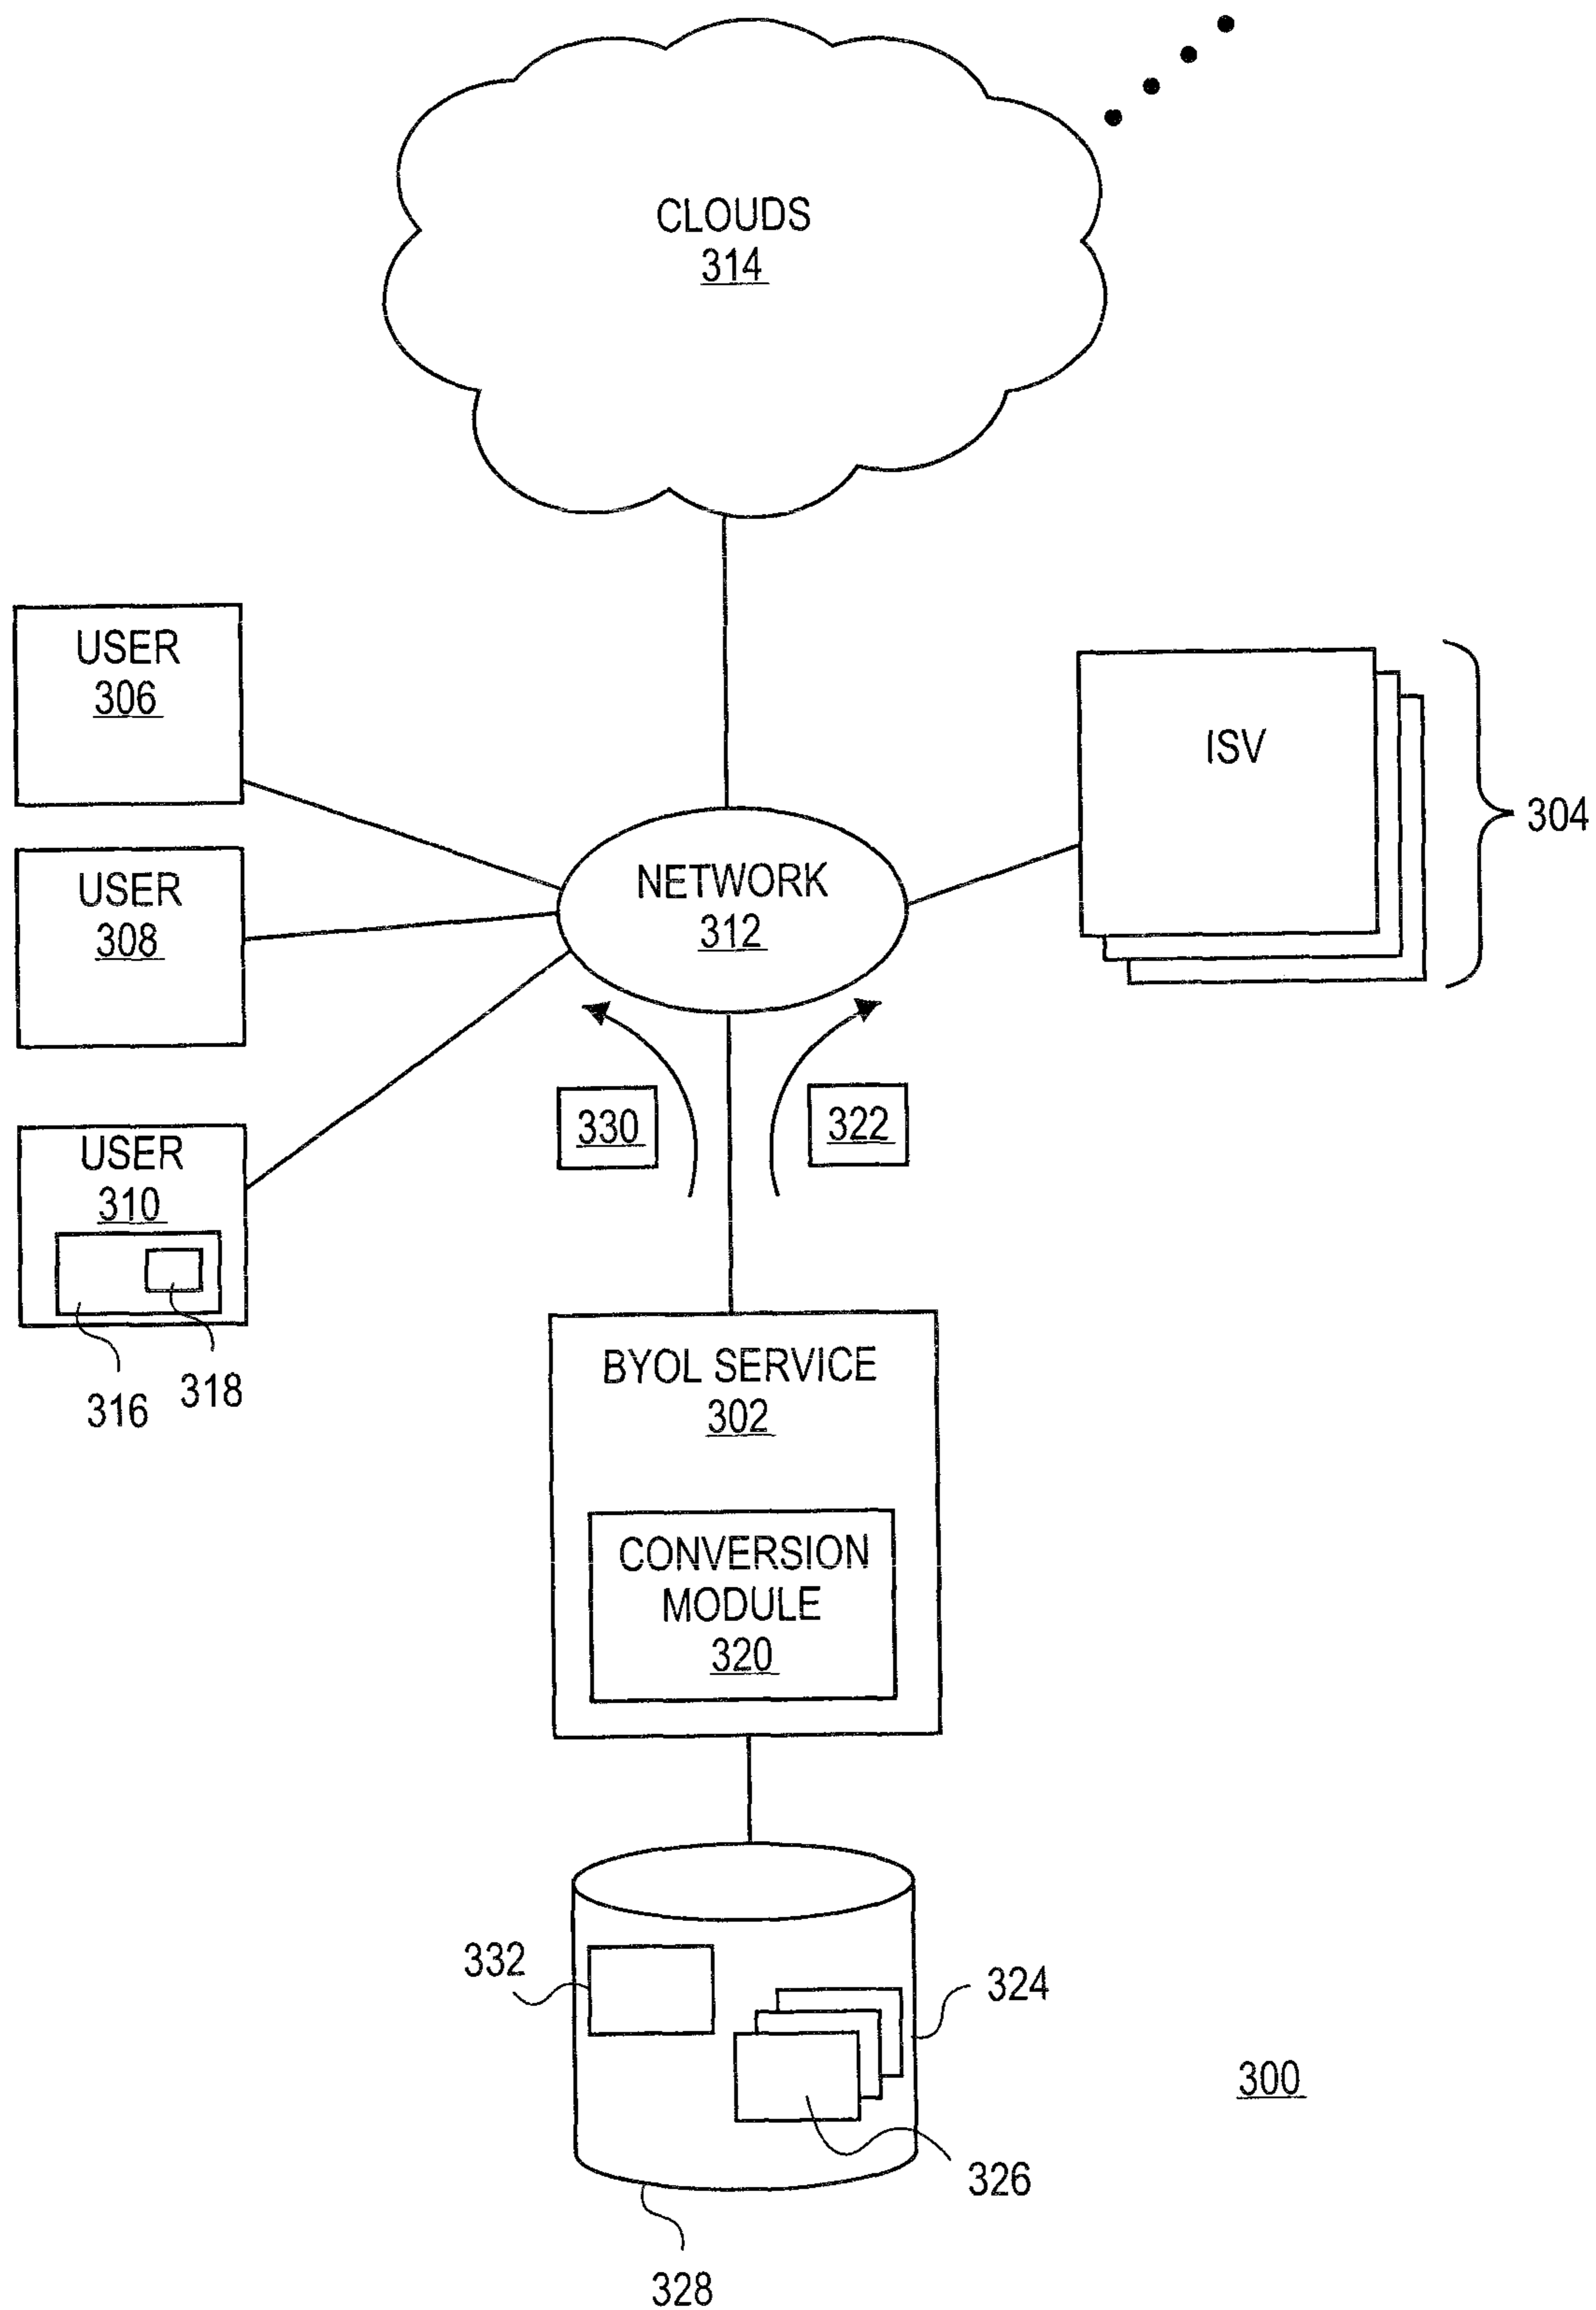 CLOUDS
314
USER
306
ISV
304
USER
308
NETWORK
312
330
322
USER
310
316
318
BYOL SERVICE
302
CONVERSION
MODULE
320
332
324
300
326
328